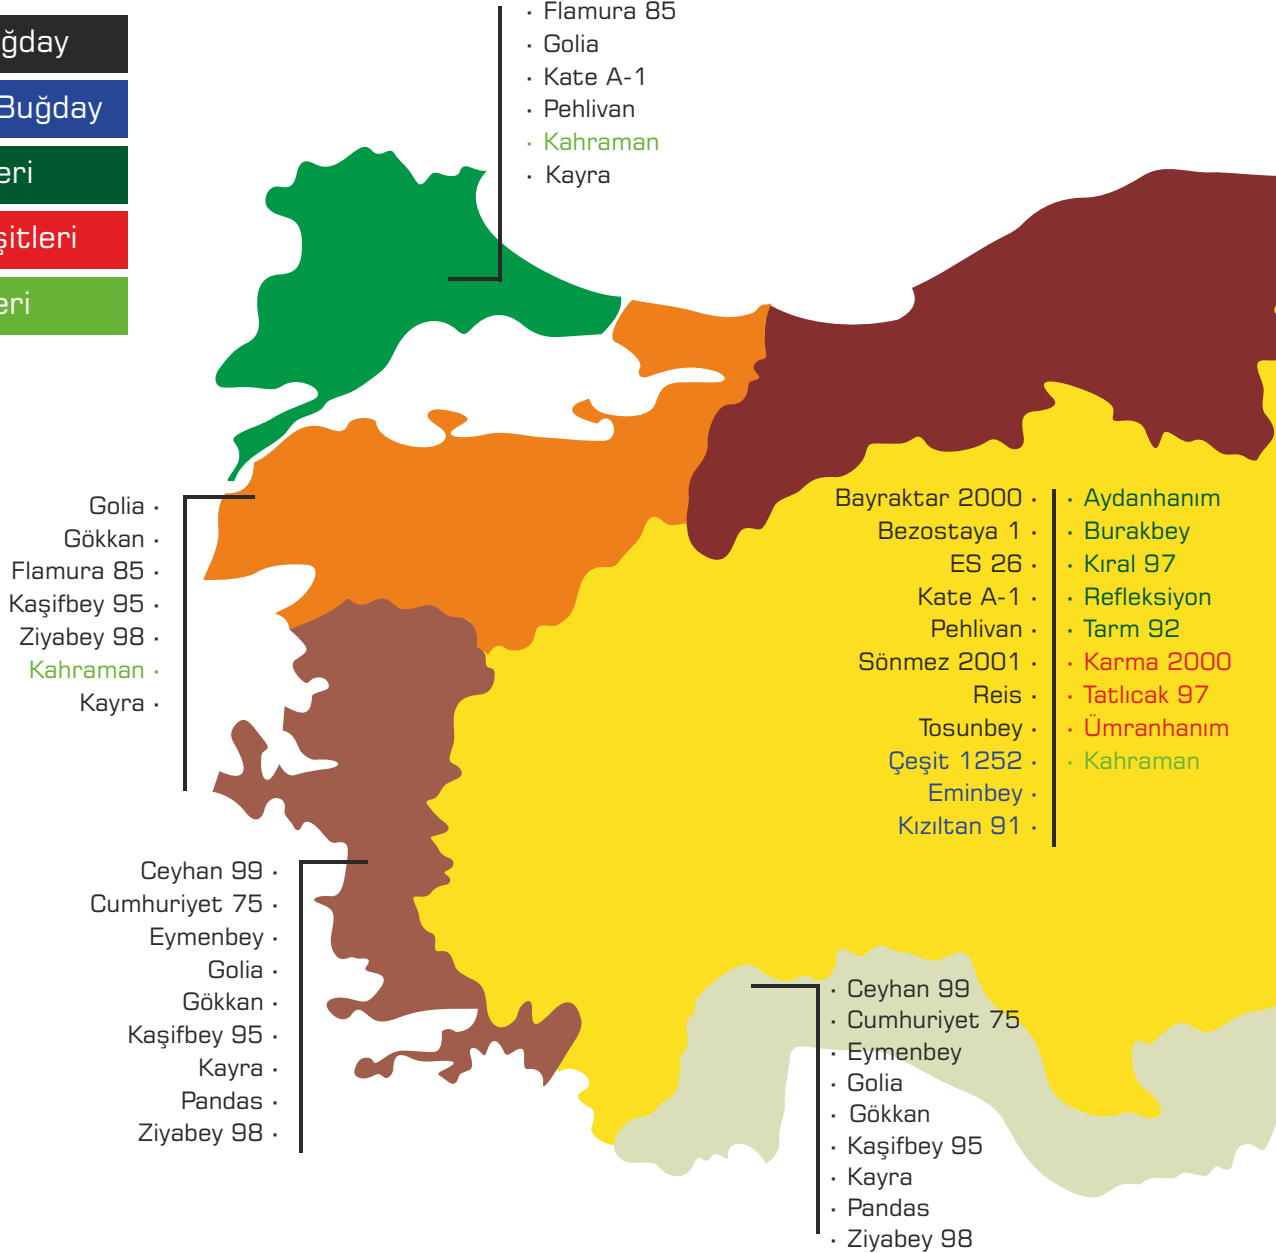 ğday
Buğday
eri
şitleri
eri
· Flamura 85
· Golia
· Kate A-1
· Pehlivan
· Kahraman
· Kayra
Golia ·
Gökkan ·
Flamura 85 ·
Kaşifbey 95 ·
Ziyabey 98 ·
Kahraman ·
Kayra ·
Bayraktar 2000 ·
Bezostaya 1 ·
ES 26 ·
Kate A-1 ·
Pehlivan ·
Sönmez 2001 ·
Reis ·
Tosunbey ·
Çeşit 1252 ·
Eminbey ·
Kızıltan 91 ·
· Aydanhanım
· Burakbey
· Kıral 97
· Refleksiyon
· Tarm 92
· Karma 2000
· Tatlıcak 97
· Ümranhanım
· Kahraman
Ceyhan 99 ·
Cumhuriyet 75 ·
Eymenbey ·
Golia ·
Gökkan ·
Kaşifbey 95 ·
Kayra ·
Pandas ·
Ziyabey 98 ·
· Ceyhan 99
· Cumhuriyet 75
· Eymenbey
· Golia
· Gökkan
· Kaşifbey 95
· Kayra
· Pandas
· Ziyabey 98